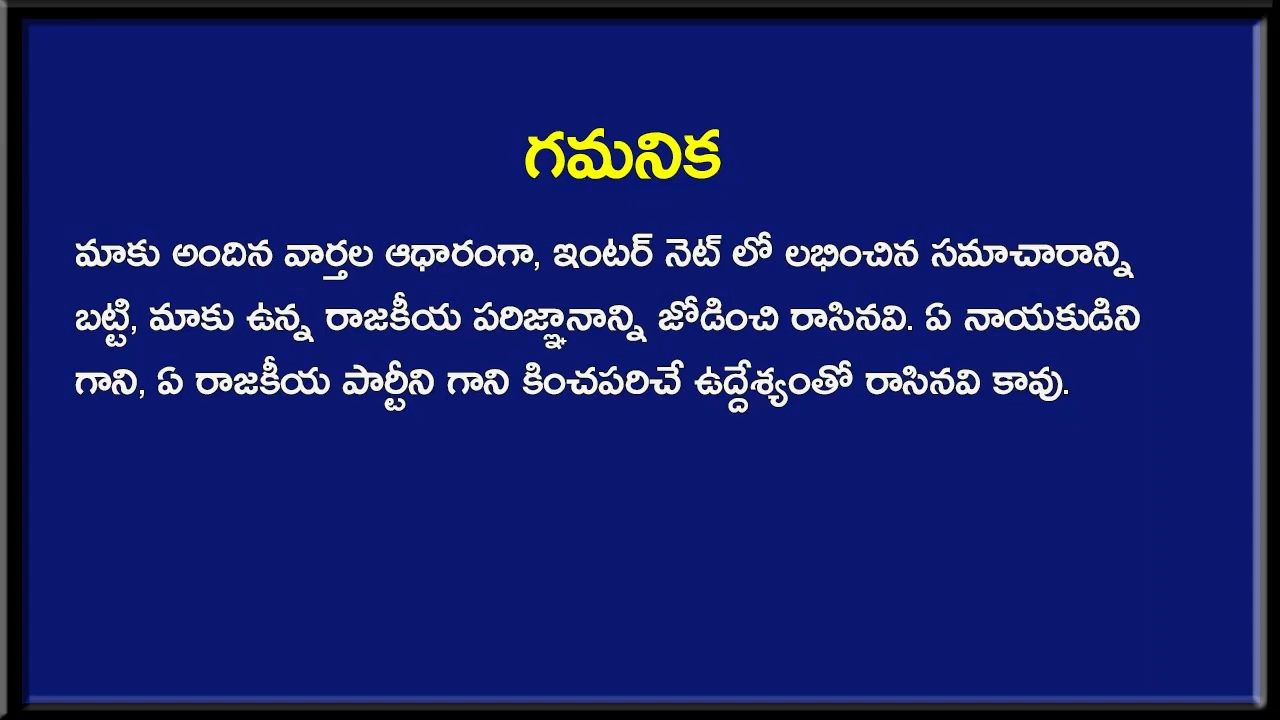 గమనిక
మాకు అందిన వార్తల ఆధారంగా, ఇంటర్ నెట్ లో లభించిన సమాచారాన్ని
బట్టి, మాకు ఉన్న రాజకీయ పరిజ్ఞానాన్ని జోడించి రాసినవి. ఏ నాయకుడిని
గాని, ఏ రాజకీయ పార్టీని గాని కించపరిచే ఉద్దేశ్యంతో రాసినవి కావు.